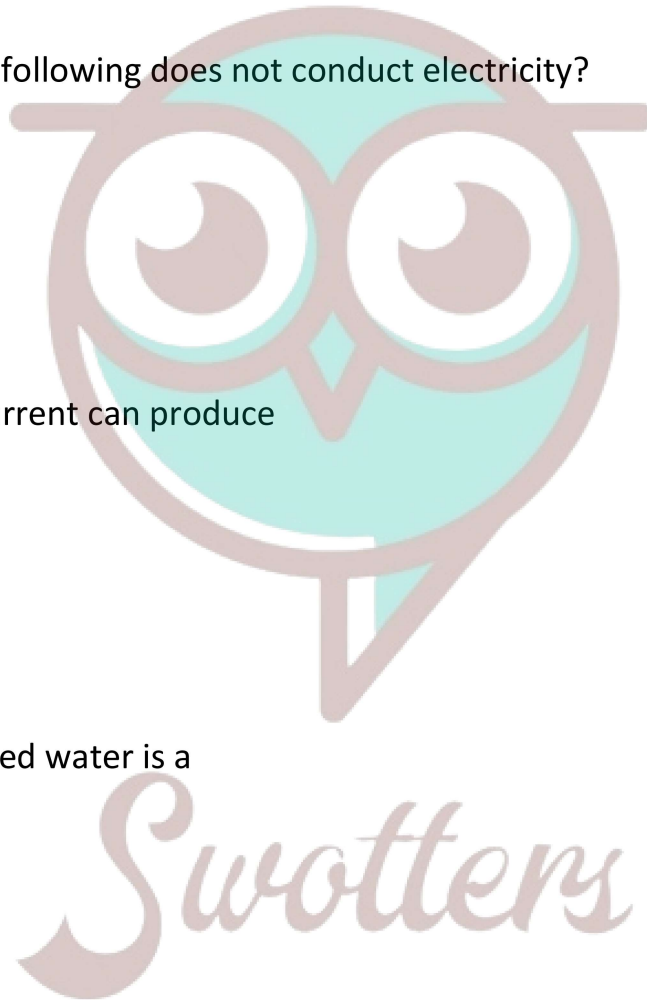 following does not conduct electricity?
rrent can produce
ed water is a
Swotters